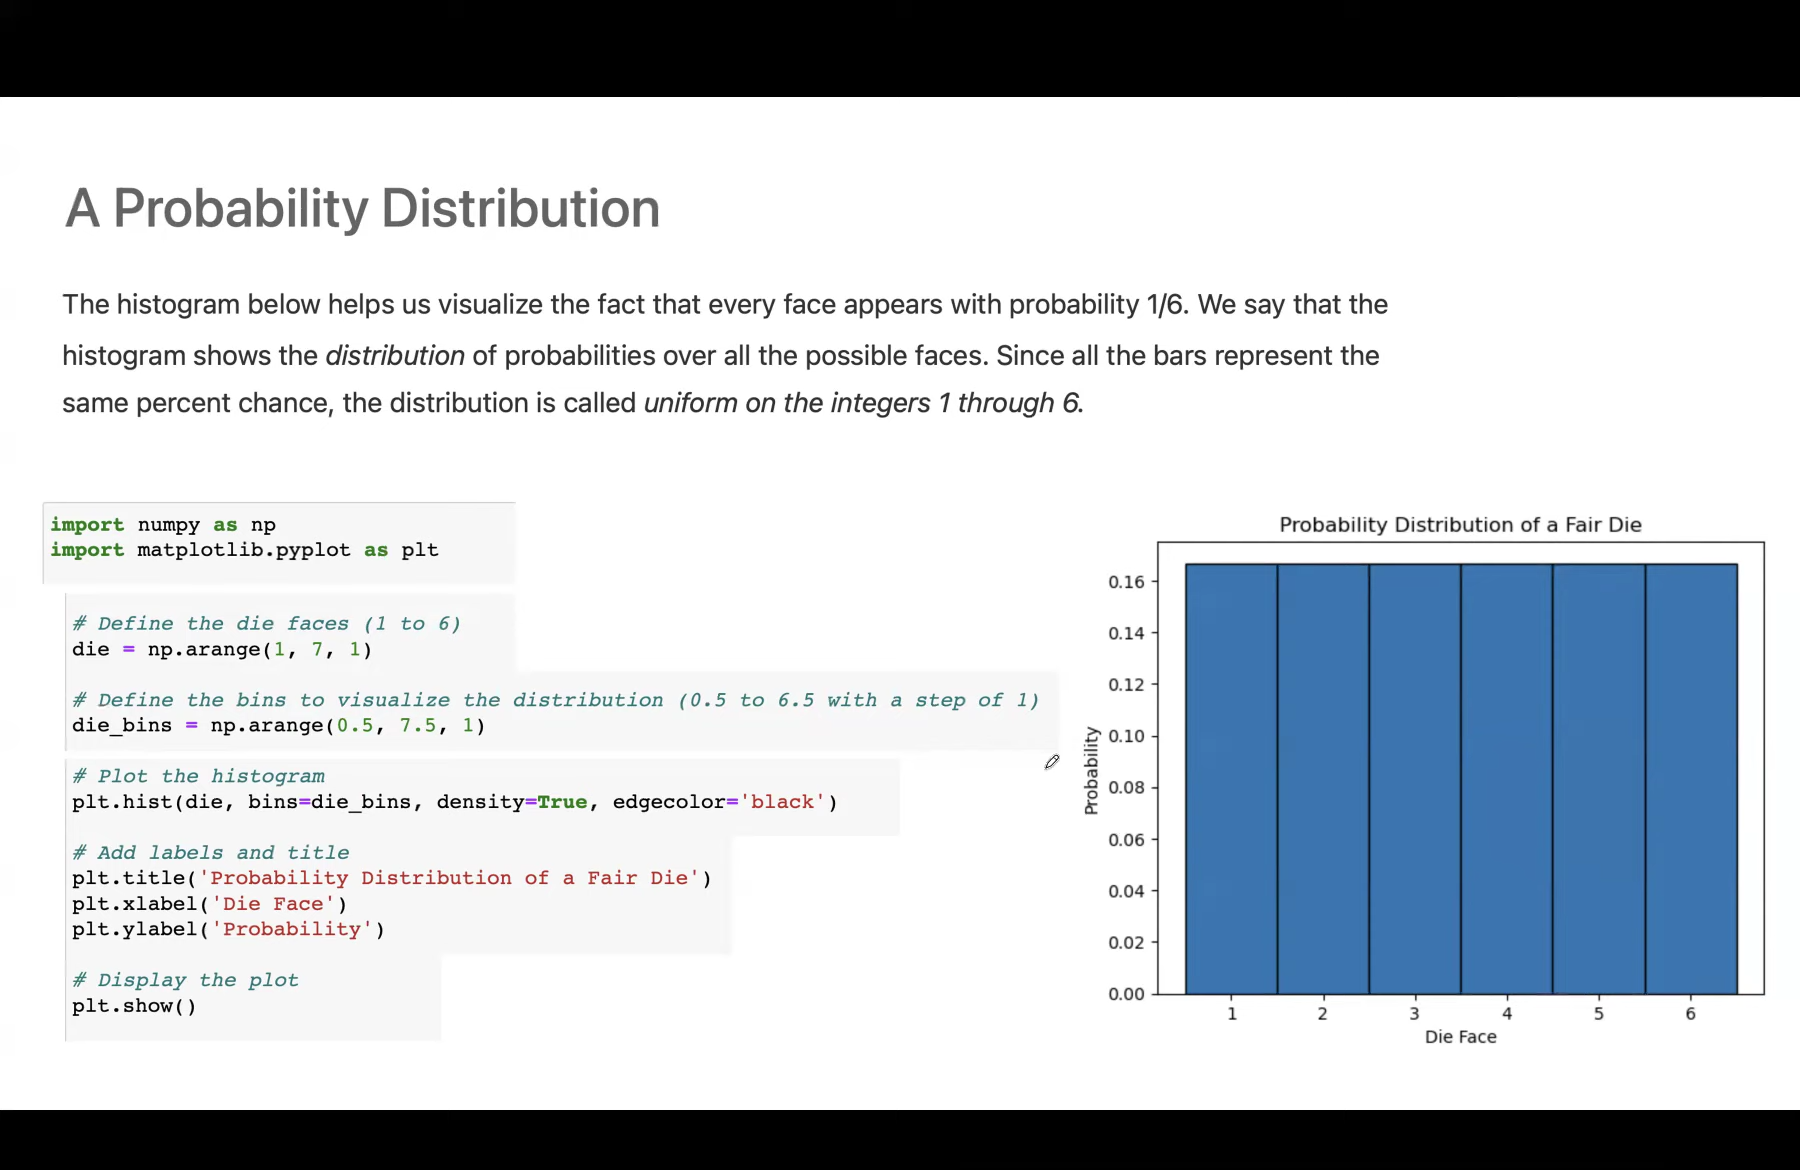 A Probability Distribution
The histogram below helps us visualize the fact that every face appears with probability 1/6. We say that the
histogram shows the distribution of probabilities over all the possible faces. Since all the bars represent the
same percent chance, the distribution is called uniform on the integers 1 through 6.
import numpy as np
import matplotlib.pyplot as plt
# Define the die faces (1 to 6)
die = np.arange(1, 7, 1)
# Define the bins to visualize the distribution (0.5 to 6.5 with a step of 1)
die_bins = np.arange(0.5, 7.5, 1)
# Plot the histogram
plt.hist(die, bins=die_bins, density=True, edgecolor='black')
# Add labels and title
plt.title('Probability Distribution of a Fair Die')
plt.xlabel('Die Face')
plt.ylabel('Probability')
# Display the plot
plt.show()
Probability Distribution of a Fair Die
0.16
0.14
0.12
0.10
0.08
0.06
0.04
0.02
0.00
Probability
1 2 3 4 5 6
Die Face